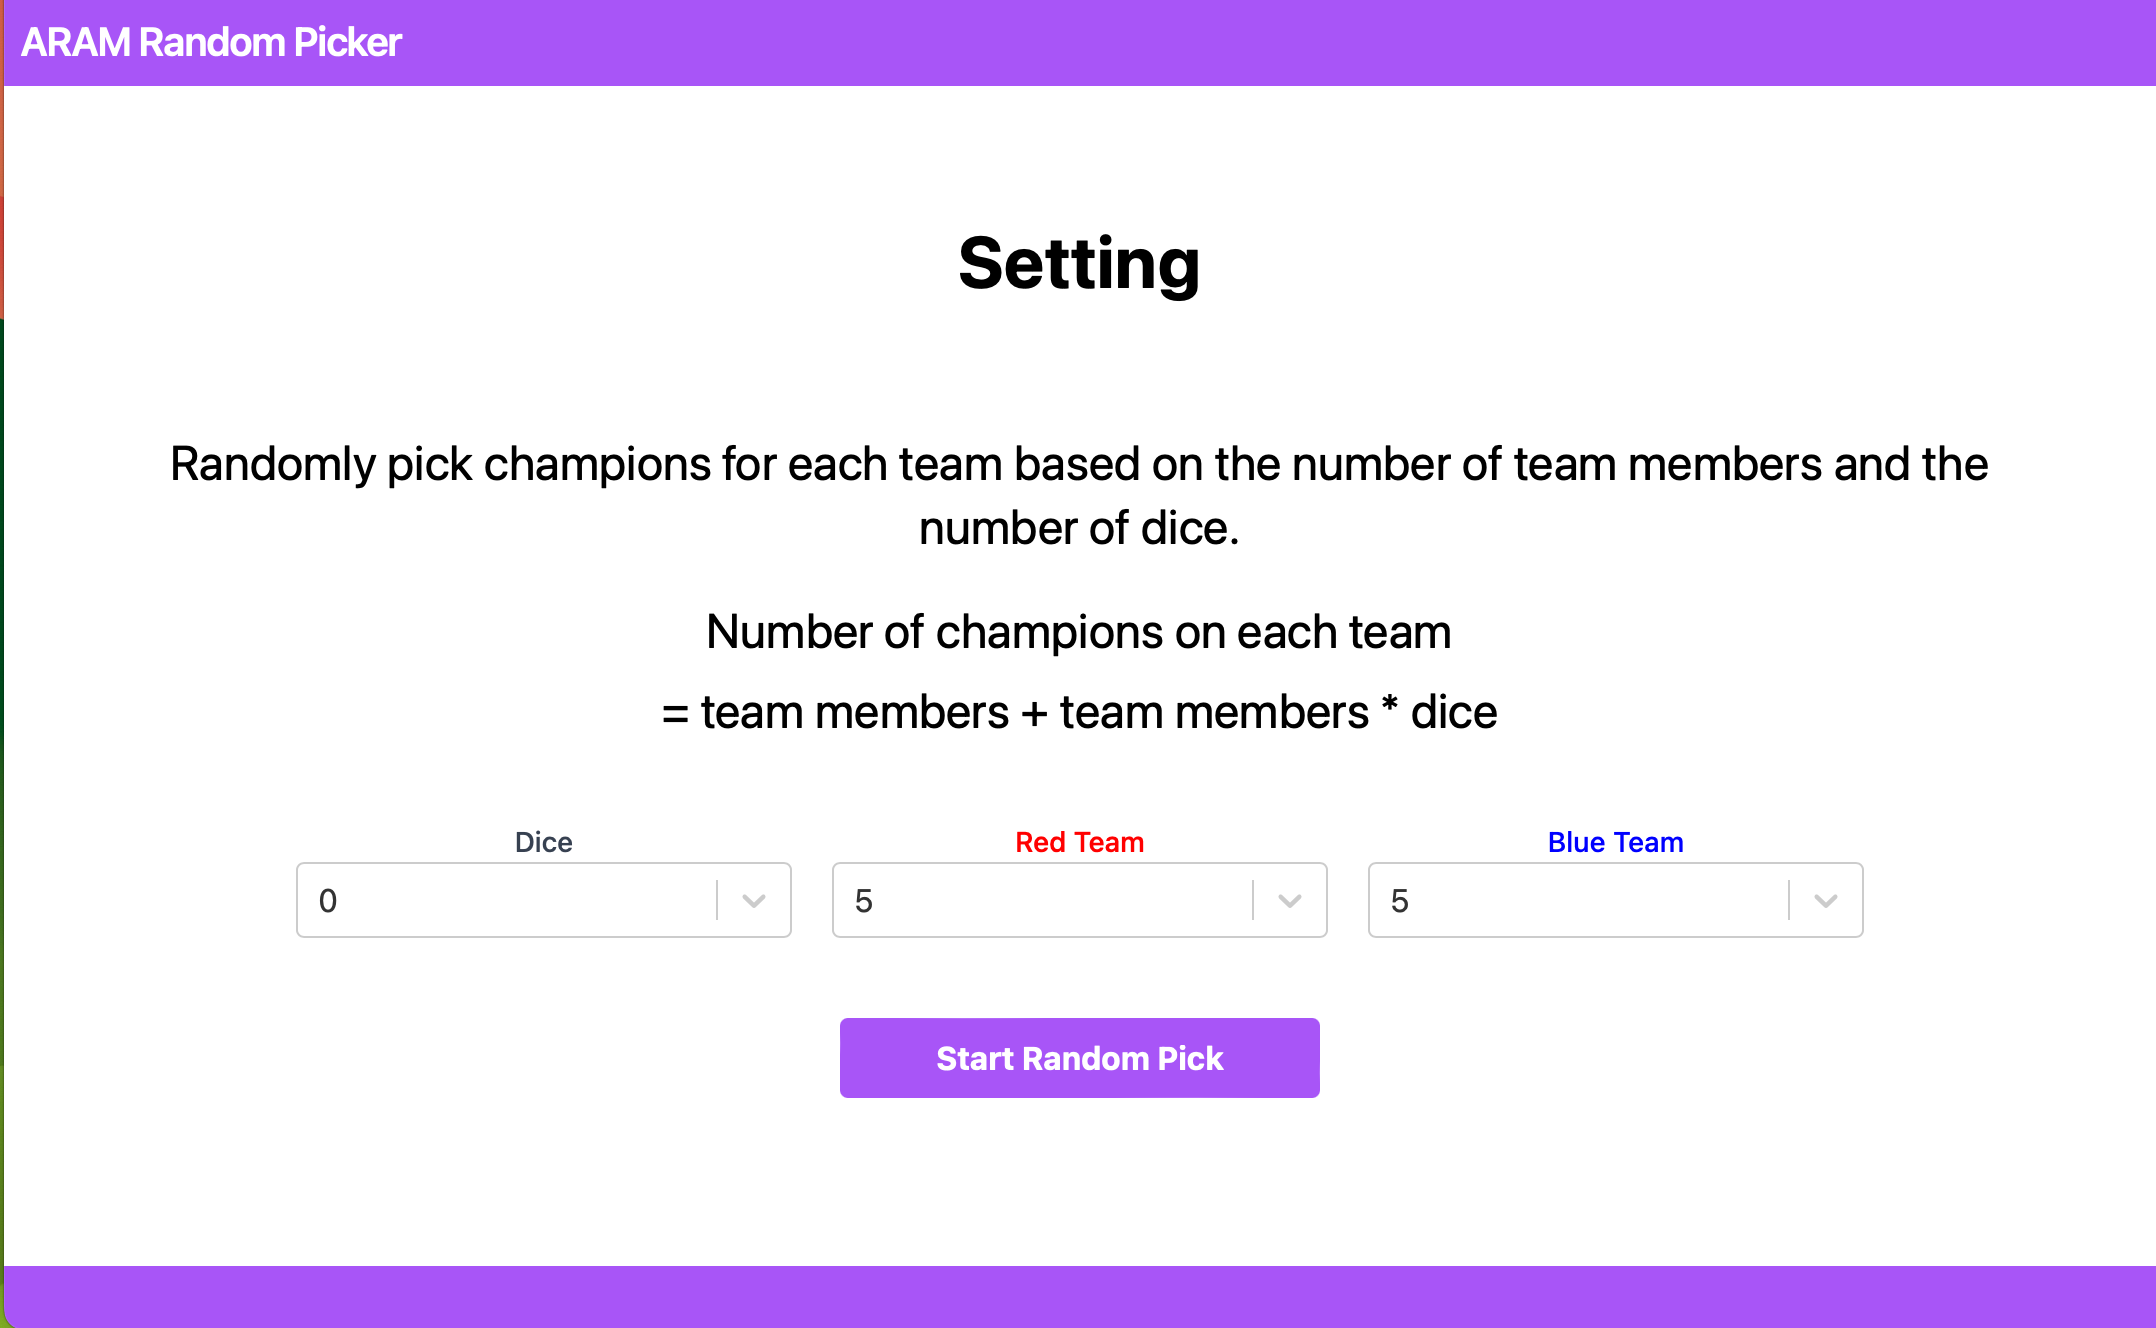 ARAM Random Picker
Setting
Randomly pick champions for each team based on the number of team members and the
number of dice.
Number of champions on each team
= team members + team members * dice
Dice
Red Team
Blue Team
0
5
5
Start Random Pick